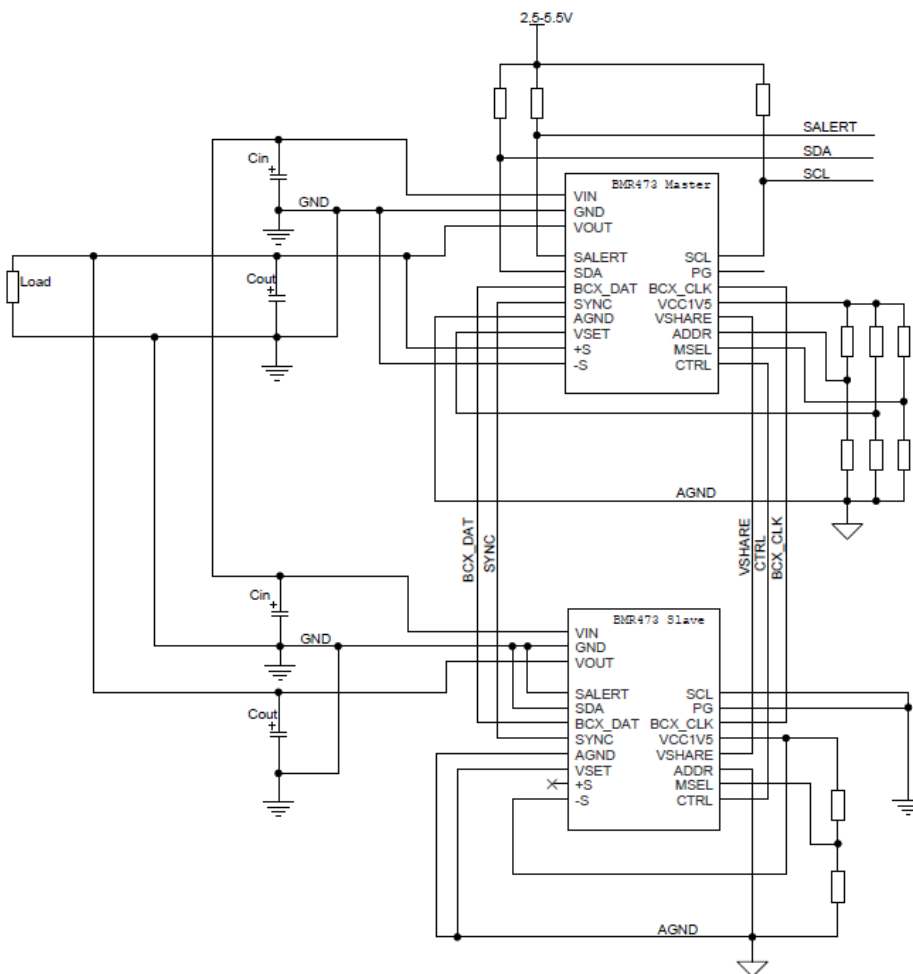 2.5-5.5V
SALERT
SDA
SCL
Cin
GND
BMR473 Master
VIN
GND
VOUT
SALERT SCL
SDA PG
BCX_DAT BCX_CLK
SYNC VCC1V5
AGND VSHARE
VSET ADDR
+S MSEL
-S CTRL
Load
Cout
AGND
BCX_DAT
SYNC
VSHARE
CTRL
BCX_CLK
Cin
GND
BMR473 Slave
VIN
GND
VOUT
SALERT SCL
SDA PG
BCX_DAT BCX_CLK
SYNC VCC1V5
AGND VSHARE
VSET ADDR
+S MSEL
-S CTRL
Cout
AGND